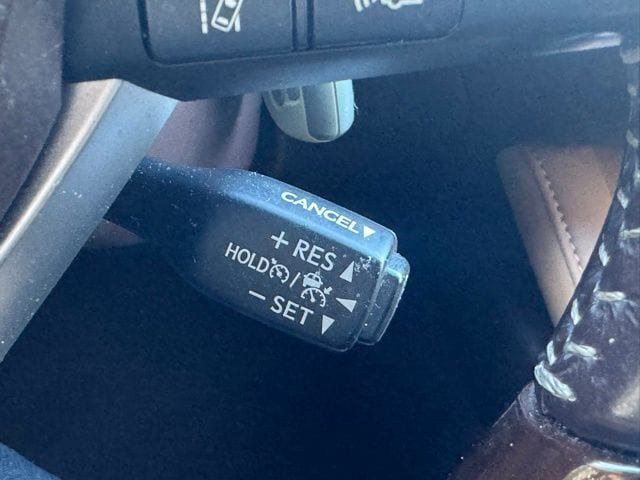 CANCEL
+ RES
HOLD /
- SET